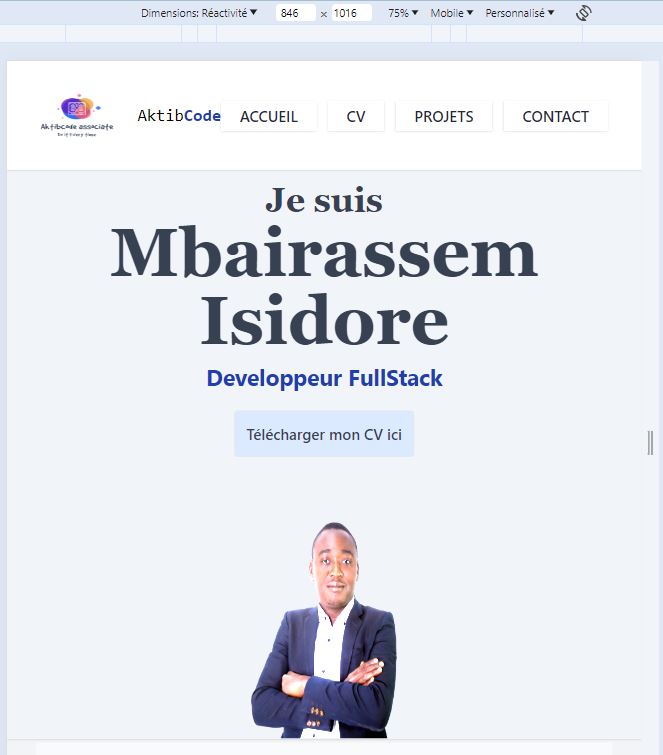 Dimensions: Réactivité 846 × 1016 75% Mobile Personnalisé
Aktibcode associate
AktibCode ACCUEIL CV PROJETS CONTACT
Je suis
Mbairassem
Isidore
Developpeur FullStack
Télécharger mon CV ici